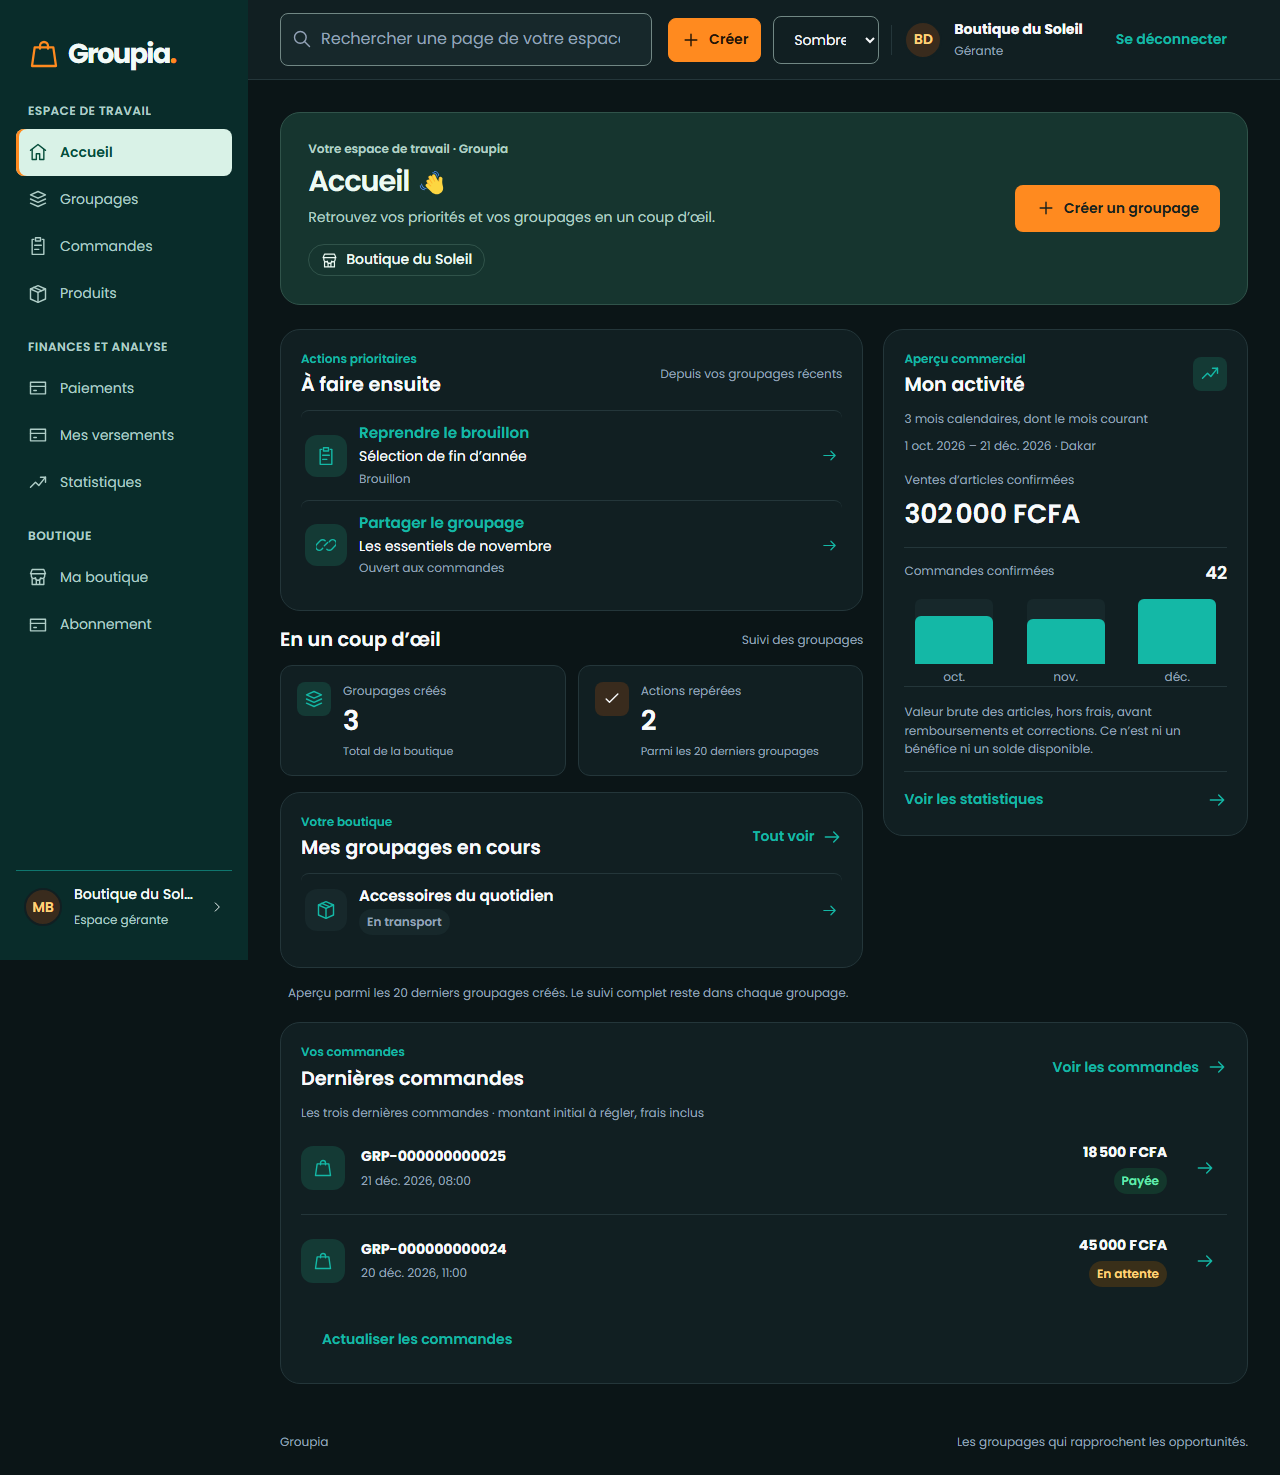 Groupia.
ESPACE DE TRAVAIL
Accueil
Groupages
Commandes
Produits
FINANCES ET ANALYSE
Paiements
Mes versements
Statistiques
BOUTIQUE
Ma boutique
Abonnement
MB
Boutique du Sol...
Espace gérante
Rechercher une page de votre espac
Créer
Sombre
BD
Boutique du Soleil
Gérante
Se déconnecter
Votre espace de travail · Groupia
Accueil 👋
Retrouvez vos priorités et vos groupages en un coup d’œil.
Boutique du Soleil
Créer un groupage
Actions prioritaires
À faire ensuite
Depuis vos groupages récents
Reprendre le brouillon
Sélection de fin d’année
Brouillon
Partager le groupage
Les essentiels de novembre
Ouvert aux commandes
En un coup d’œil
Suivi des groupages
Groupages créés
3
Total de la boutique
Actions repérées
2
Parmi les 20 derniers groupages
Votre boutique
Mes groupages en cours
Tout voir
Accessoires du quotidien
En transport
Aperçu parmi les 20 derniers groupages créés. Le suivi complet reste dans chaque groupage.
Aperçu commercial
Mon activité
3 mois calendaires, dont le mois courant
1 oct. 2026 – 21 déc. 2026 · Dakar
Ventes d’articles confirmées
302 000 FCFA
Commandes confirmées
42
oct.
nov.
déc.
Valeur brute des articles, hors frais, avant
remboursements et corrections. Ce n’est ni un
bénéfice ni un solde disponible.
Voir les statistiques
Vos commandes
Dernières commandes
Voir les commandes
Les trois dernières commandes · montant initial à régler, frais inclus
GRP-000000000025
21 déc. 2026, 08:00
18 500 FCFA
Payée
GRP-000000000024
20 déc. 2026, 11:00
45 000 FCFA
En attente
Actualiser les commandes
Groupia
Les groupages qui rapprochent les opportunités.